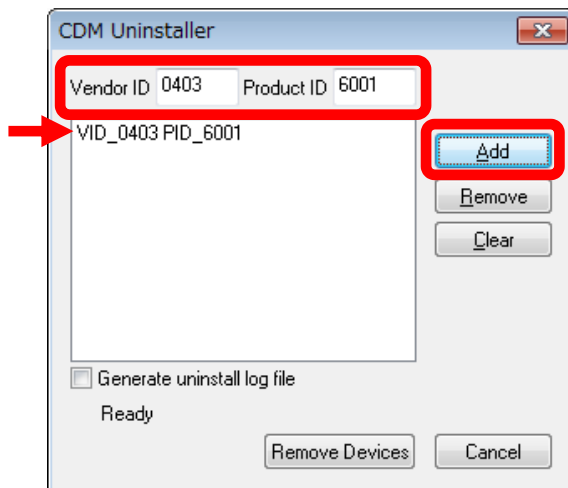 CDM Uninstaller
Vendor ID 0403 Product ID 6001
VID_0403 PID_6001
Add
Remove
Clear
Generate uninstall log file
Ready
Remove Devices Cancel